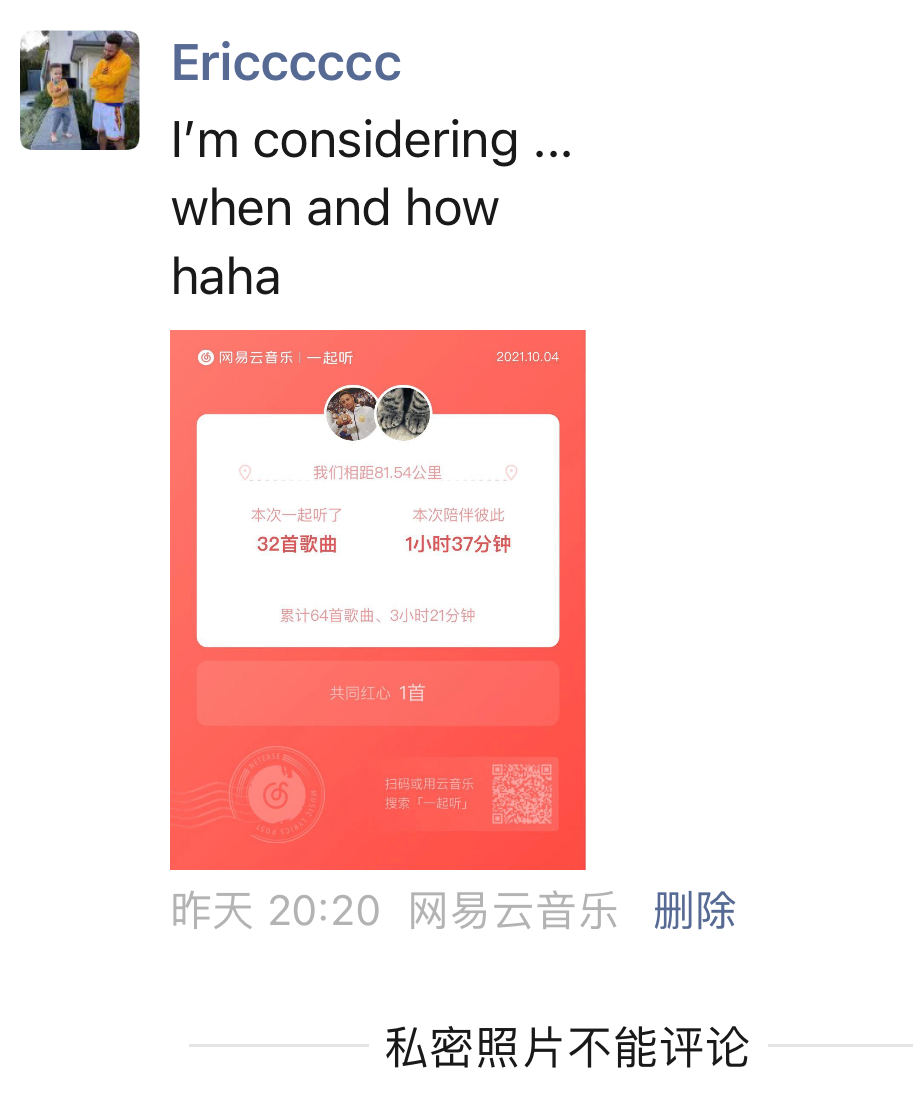 Ericcccccc
I’m considering ...
when and how
haha
网易云音乐 | 一起听
2021.10.04
我们相距81.54公里
本次一起听了
本次陪伴彼此
32首歌曲
1小时37分钟
累计64首歌曲、3小时21分钟
共同红心 1首
扫码或用云音乐
搜索「一起听」
昨天 20:20 网易云音乐 删除
私密照片不能评论